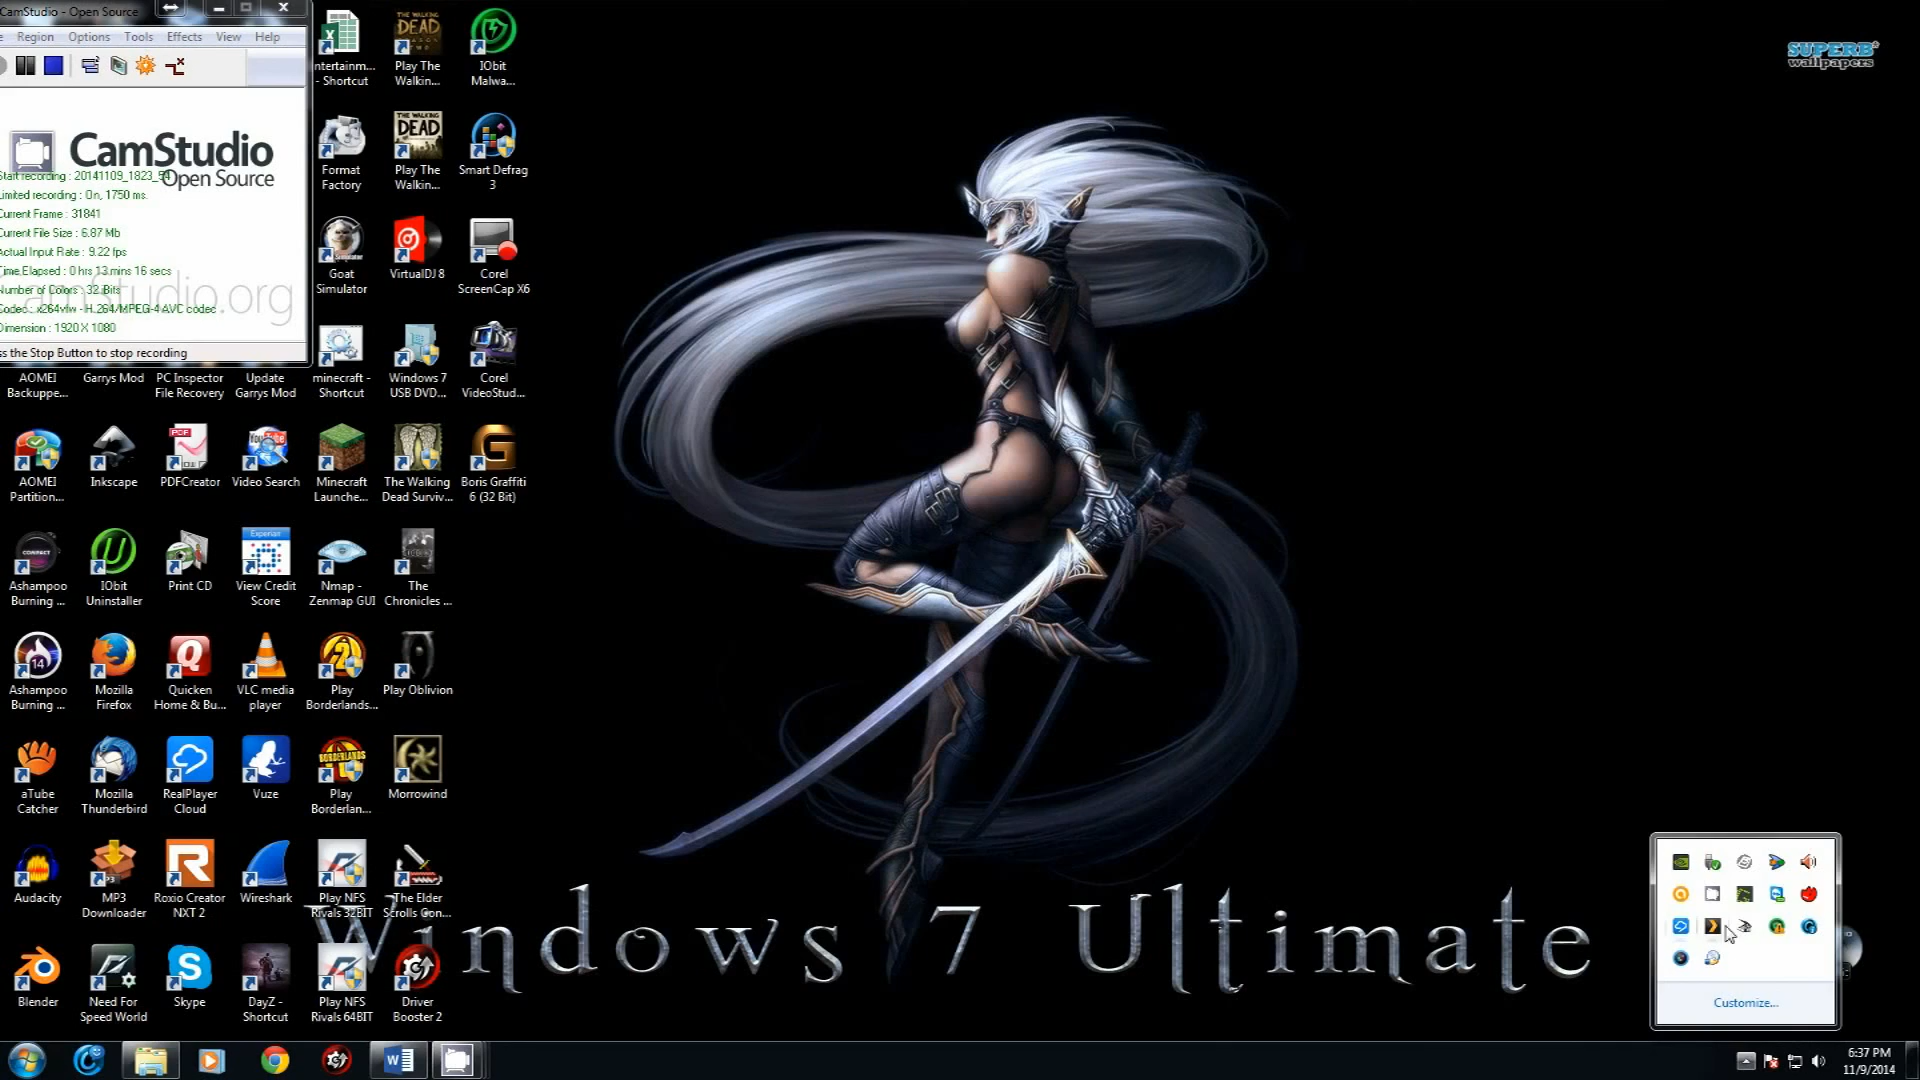 CamStudio - Open Source
Region Options Tools Effects View Help
CamStudio
Open Source
Start recording : 20141109_1823_54
Limited recording : On, 1750 ms.
Current Frame : 31841
Current File Size : 6.87 Mb
Actual Input Rate : 9.22 fps
Time Elapsed : 0 hrs 13 mins 16 secs
Number of Colors : 32 Bits
Codec : x264vfw - H.264/MPEG-4 AVC codec
Dimension : 1920 X 1080
ss the Stop Button to stop recording
ntertainm...
- Shortcut
Play The
Walkin...
IObit
Malwa...
Format
Factory
Play The
Walkin...
Smart Defrag
3
Goat
Simulator
VirtualDJ 8
Corel
ScreenCap X6
AOMEI
Backuppe...
Garrys Mod
PC Inspector
File Recovery
Update
Garrys Mod
minecraft -
Shortcut
Windows 7
USB DVD...
Corel
VideoStud...
AOMEI
Partition...
Inkscape
PDFCreator
Video Search
Minecraft
Launche...
The Walking
Dead Surviv...
Boris Graffiti
6 (32 Bit)
Ashampoo
Burning ...
IObit
Uninstaller
Print CD
View Credit
Score
Nmap -
Zenmap GUI
The
Chronicles ...
Ashampoo
Burning ...
Mozilla
Firefox
Quicken
Home & Bu...
VLC media
player
Play
Borderlands...
Play Oblivion
aTube
Catcher
Mozilla
Thunderbird
RealPlayer
Cloud
Vuze
Play
Borderlan...
Morrowind
Audacity
MP3
Downloader
Roxio Creator
NXT 2
Wireshark
Play NFS
Rivals 32BIT
The Elder
Scrolls Con...
Blender
Need For
Speed World
Skype
DayZ -
Shortcut
Play NFS
Rivals 64BIT
Driver
Booster 2
SUPERB
wallpapers
Windows 7 Ultimate
Customize...
6:37 PM
11/9/2014